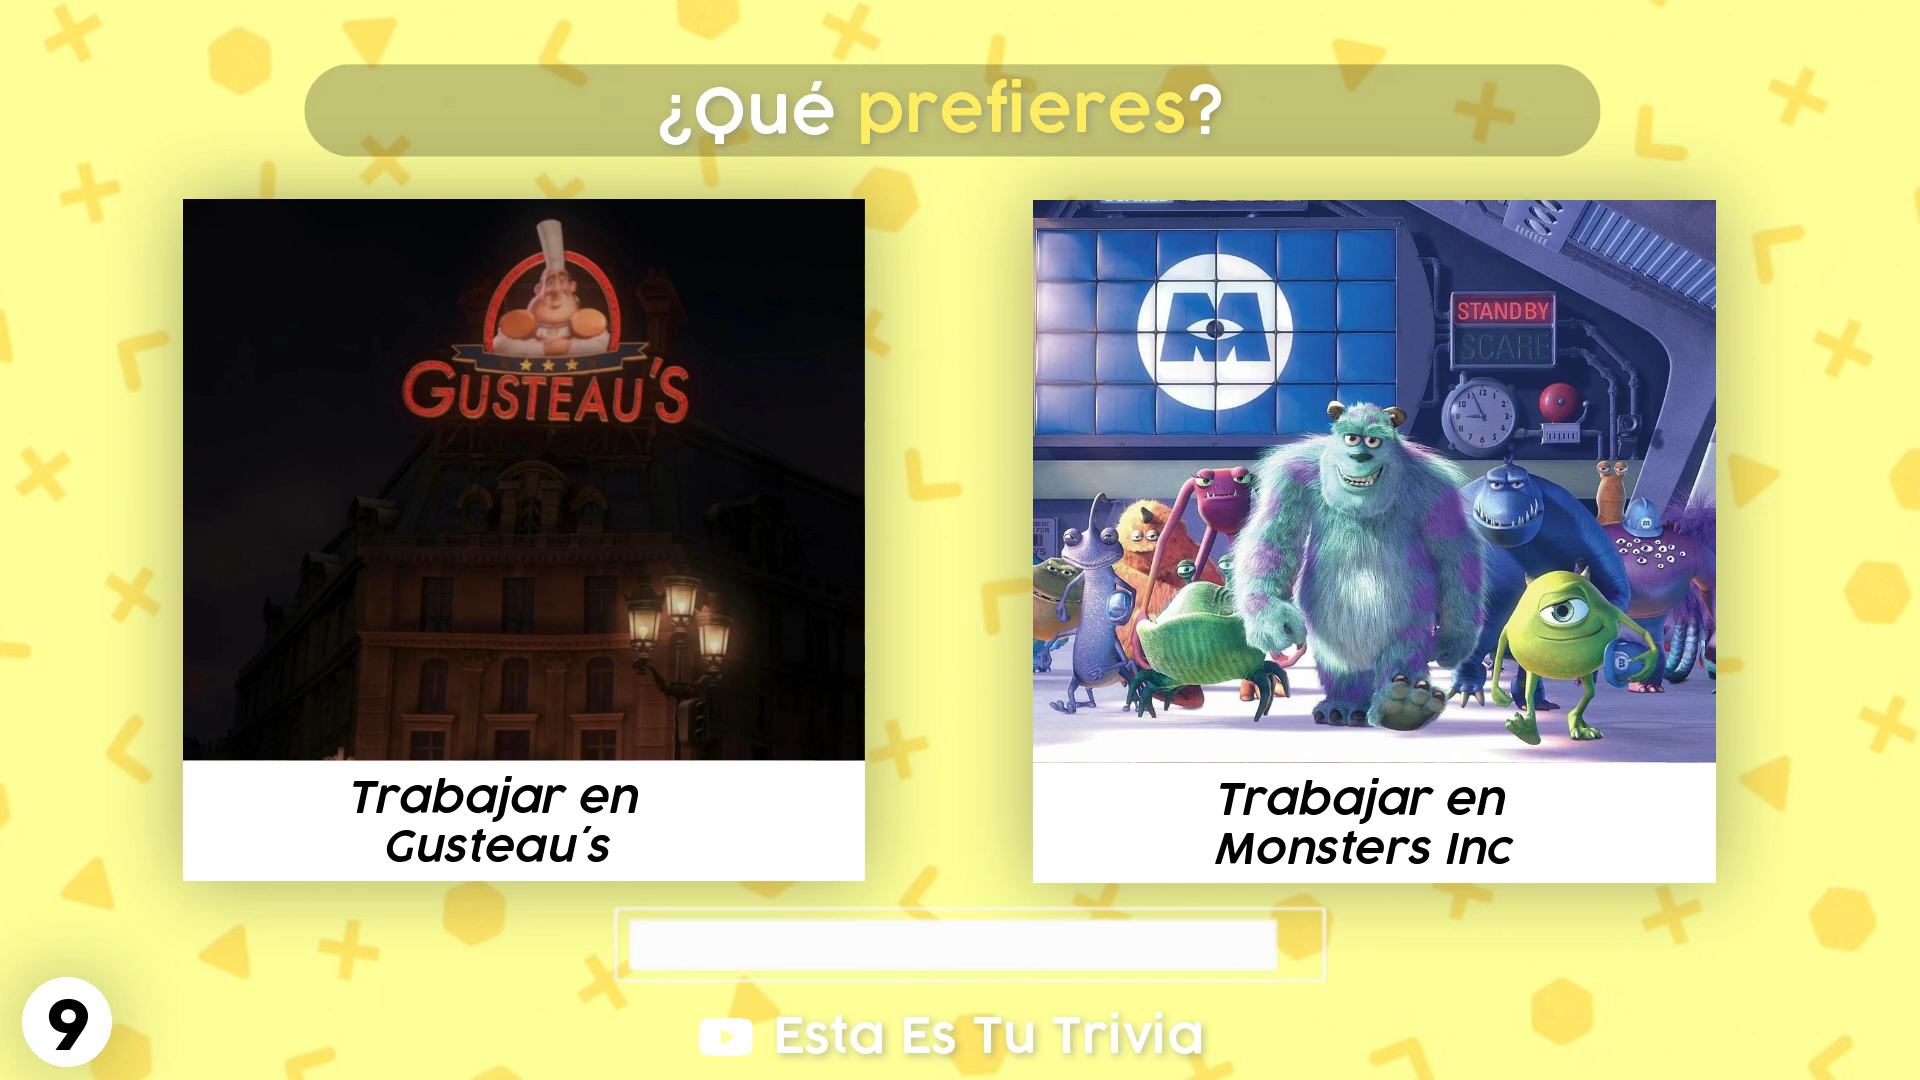 ¿Qué prefieres?
GUSTEAU'S
STANDBY
SCARE
Trabajar en
Gusteau´s
Trabajar en
Monsters Inc
9
Esta Es Tu Trivia